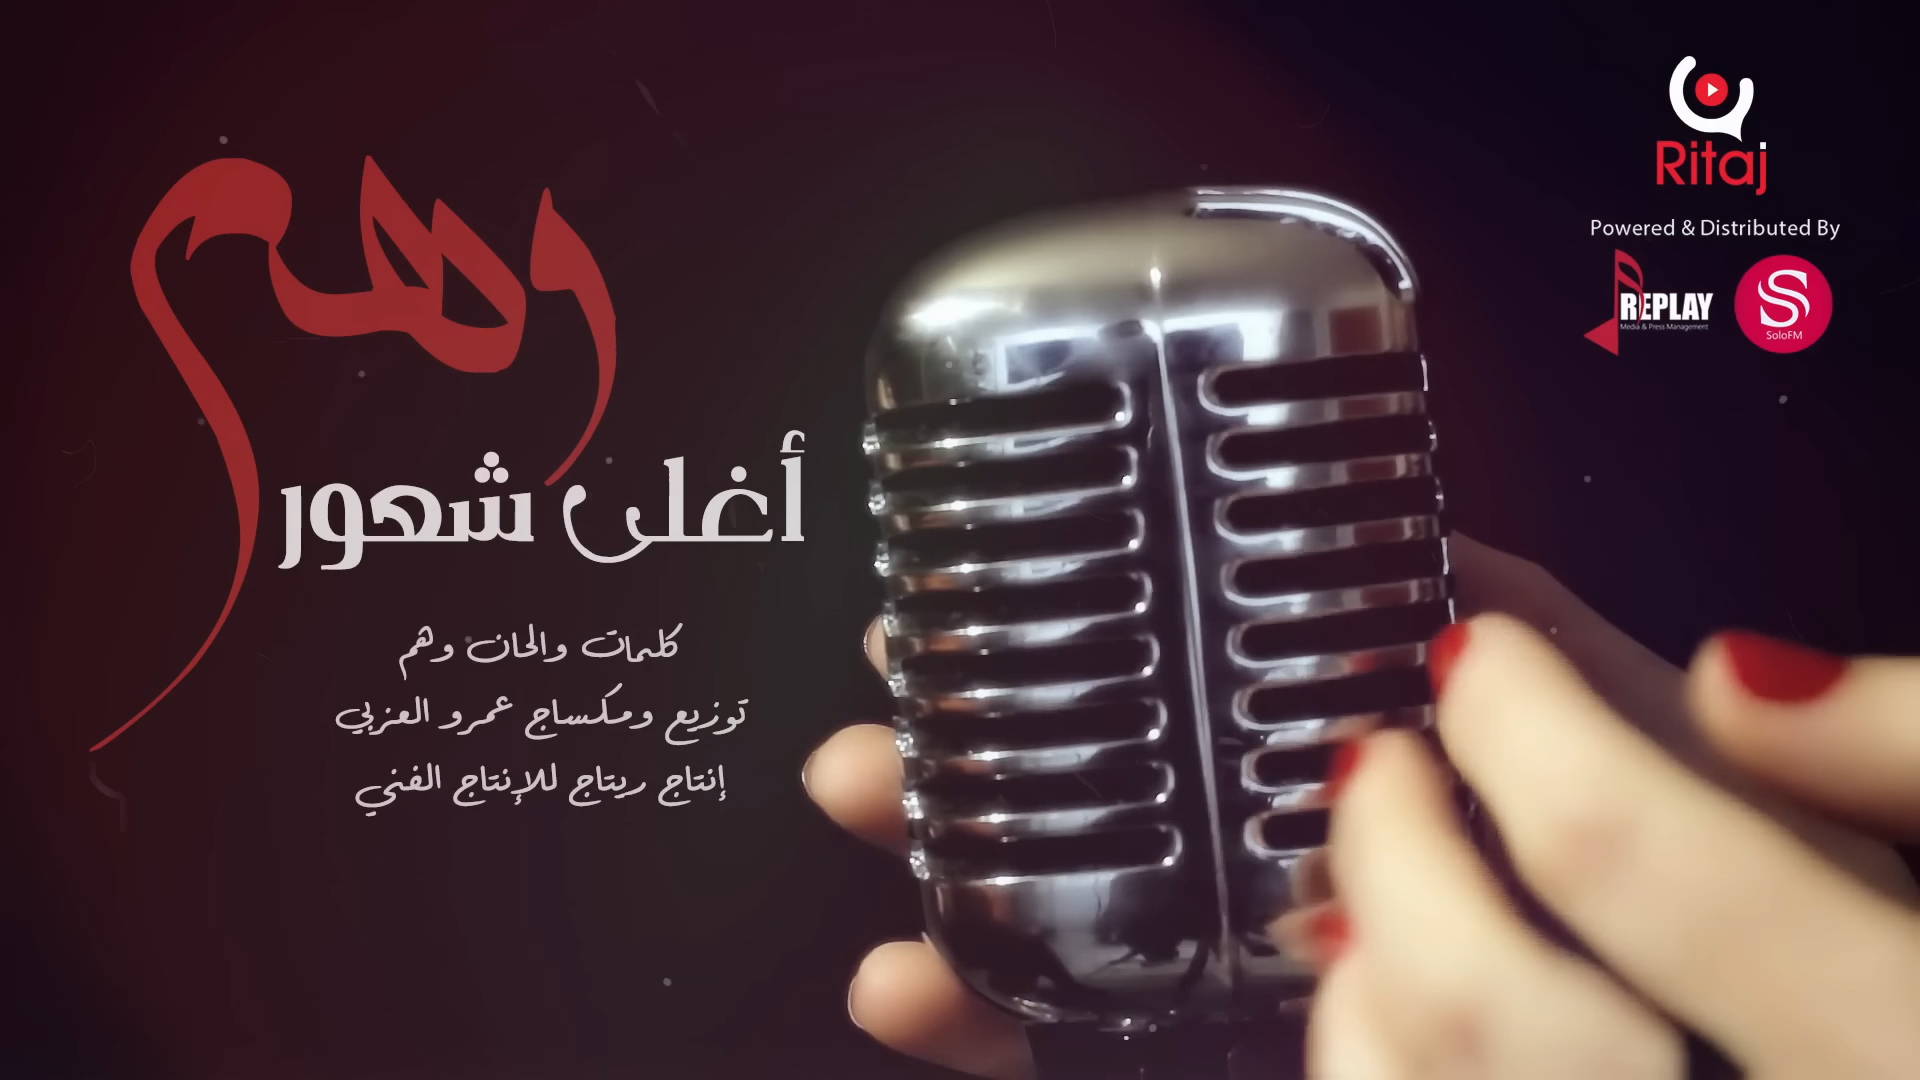 وهم
أغلى شعور
كلمات والحان وهم
توزيع ومكساج عمرو العزبي
إنتاج ريتاج للإنتاج الفني
Ritaj
Powered & Distributed By
REPLAY
Media & Press Management
S
SoloFM